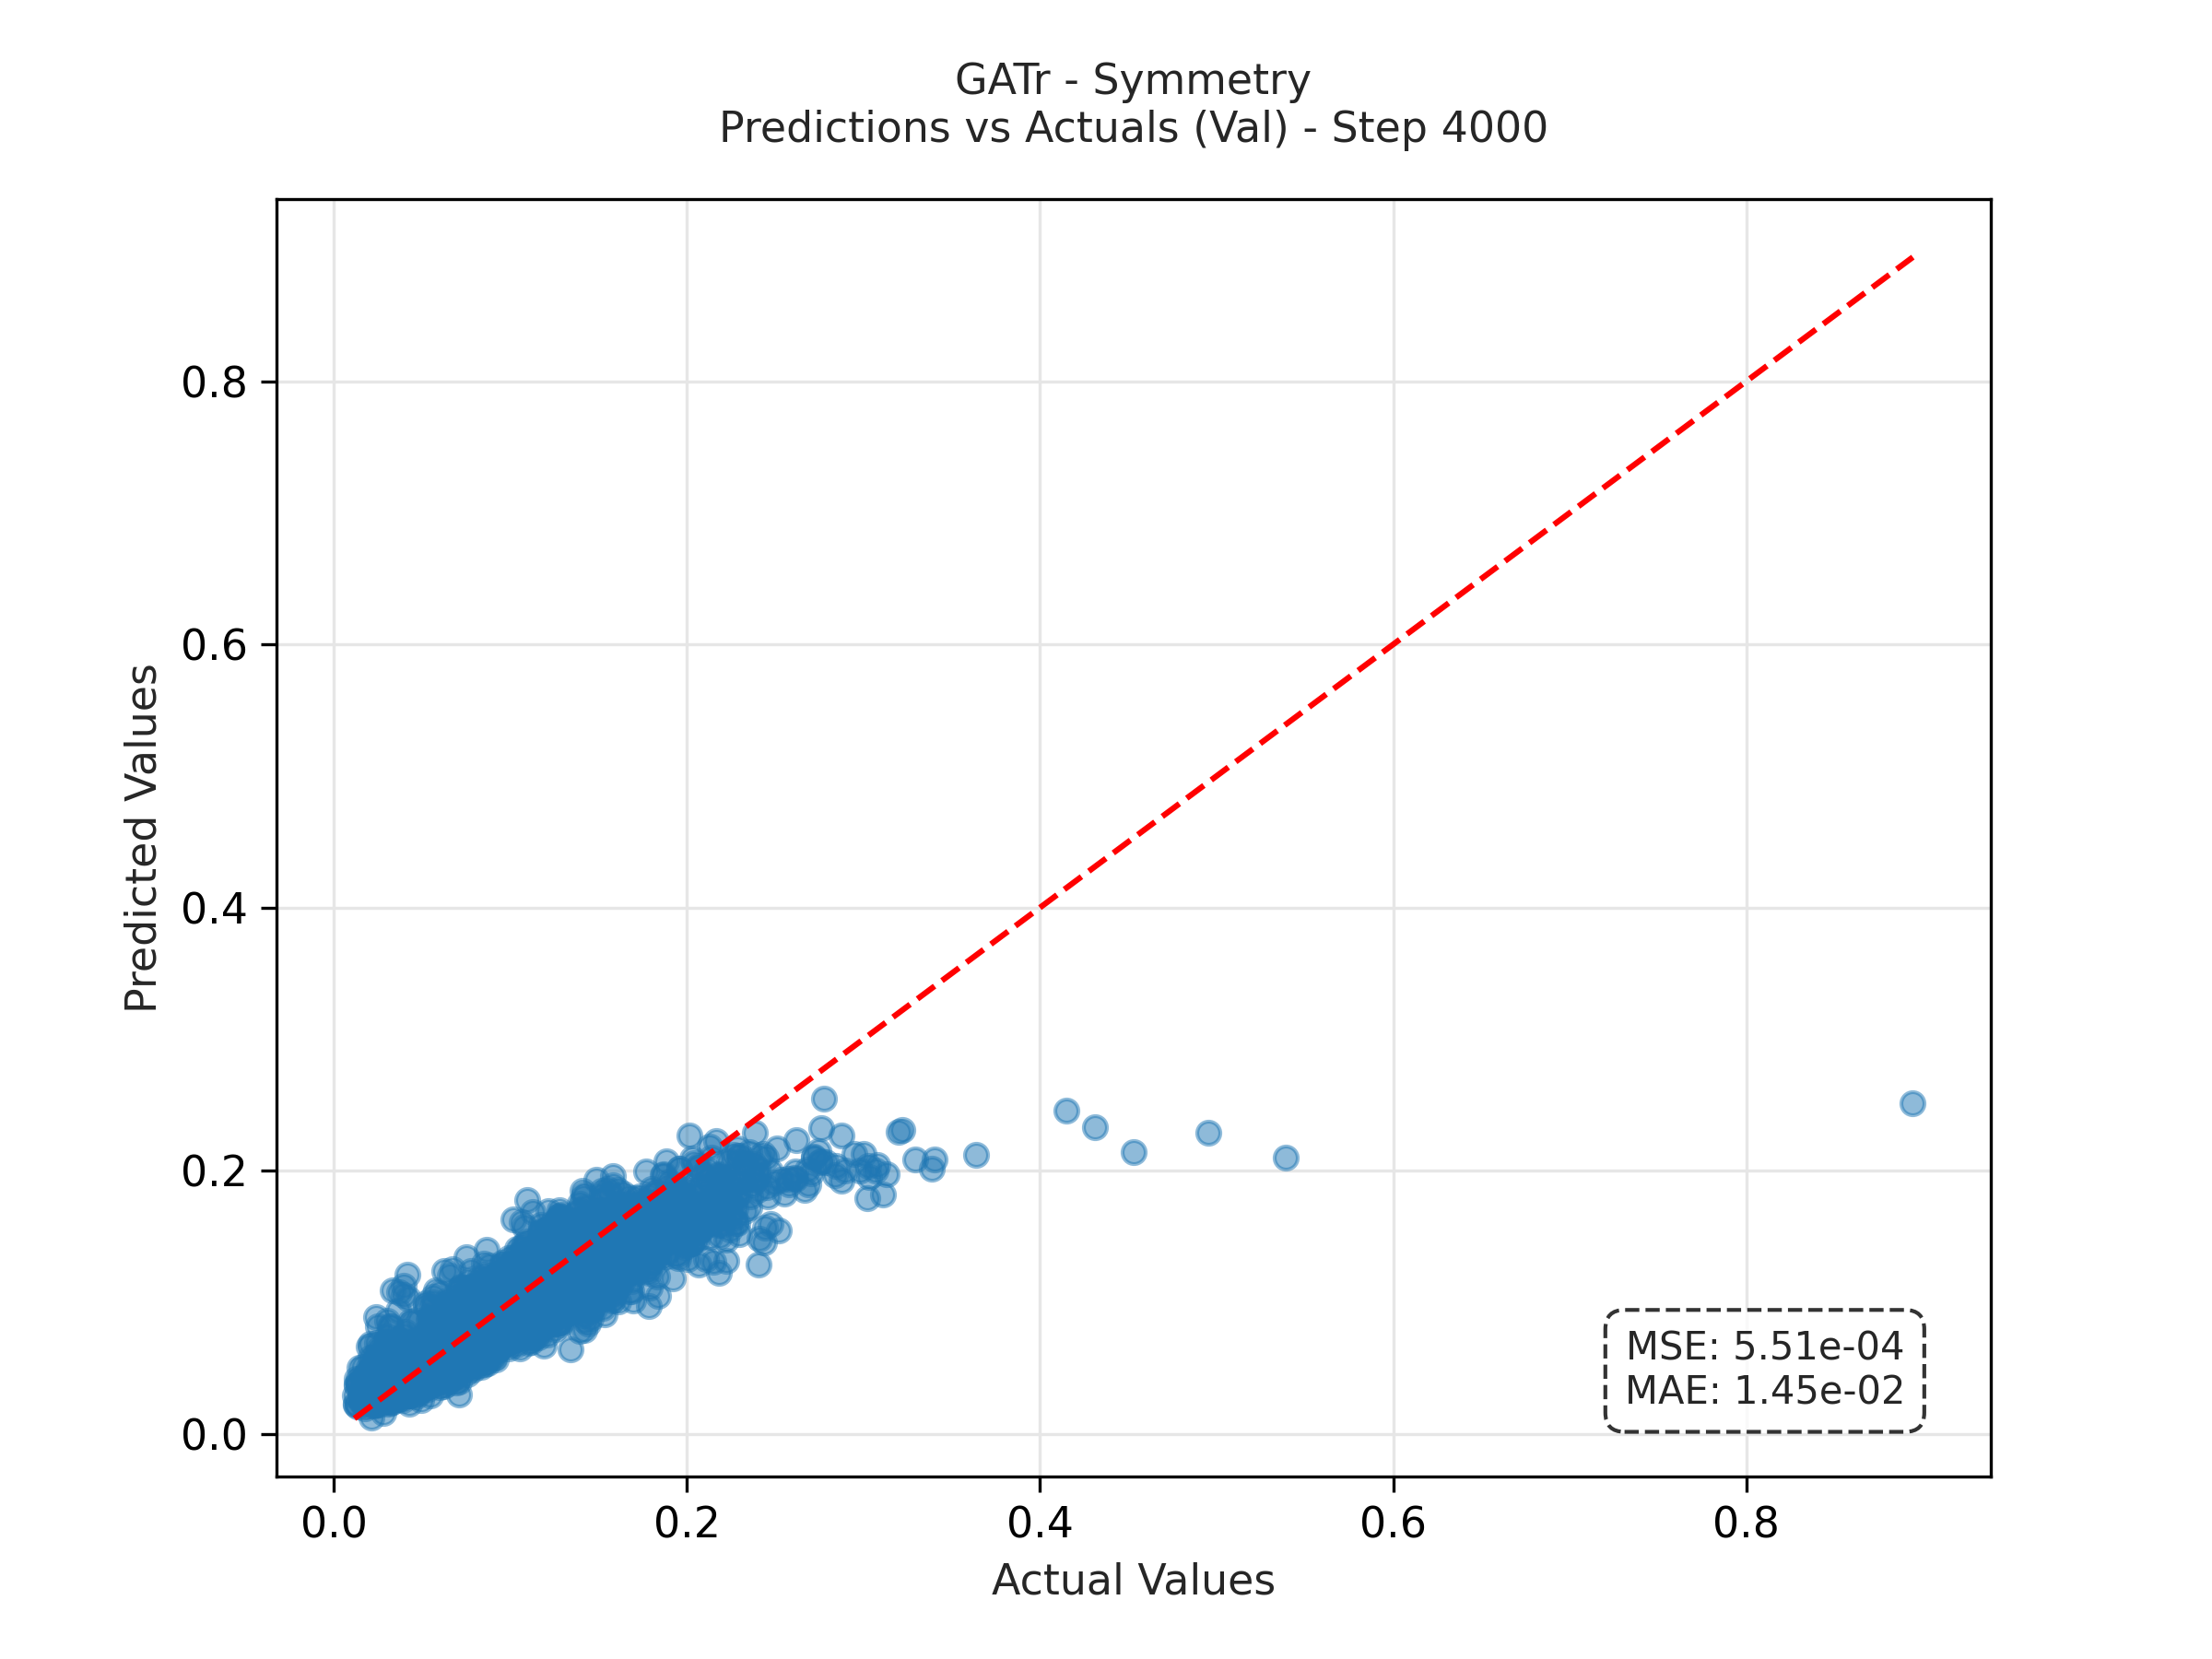 GATr - Symmetry
Predictions vs Actuals (Val) - Step 4000
Predicted Values
0.8
0.6
0.4
0.2
0.0
MSE: 5.51e-04
MAE: 1.45e-02
0.0 0.2 0.4 0.6 0.8
Actual Values